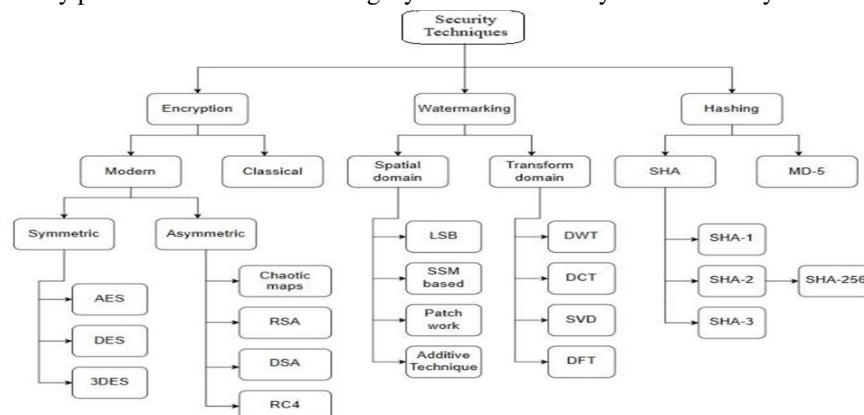 Security
Techniques
Encryption
Watermarking
Hashing
Modern
Classical
Spatial
domain
Transform
domain
SHA
MD-5
Symmetric
Asymmetric
LSB
DWT
SHA-1
Chaotic
maps
SSM
based
DCT
SHA-2
SHA-256
AES
RSA
Patch
work
SVD
SHA-3
DES
DSA
Additive
Technique
DFT
3DES
RC4